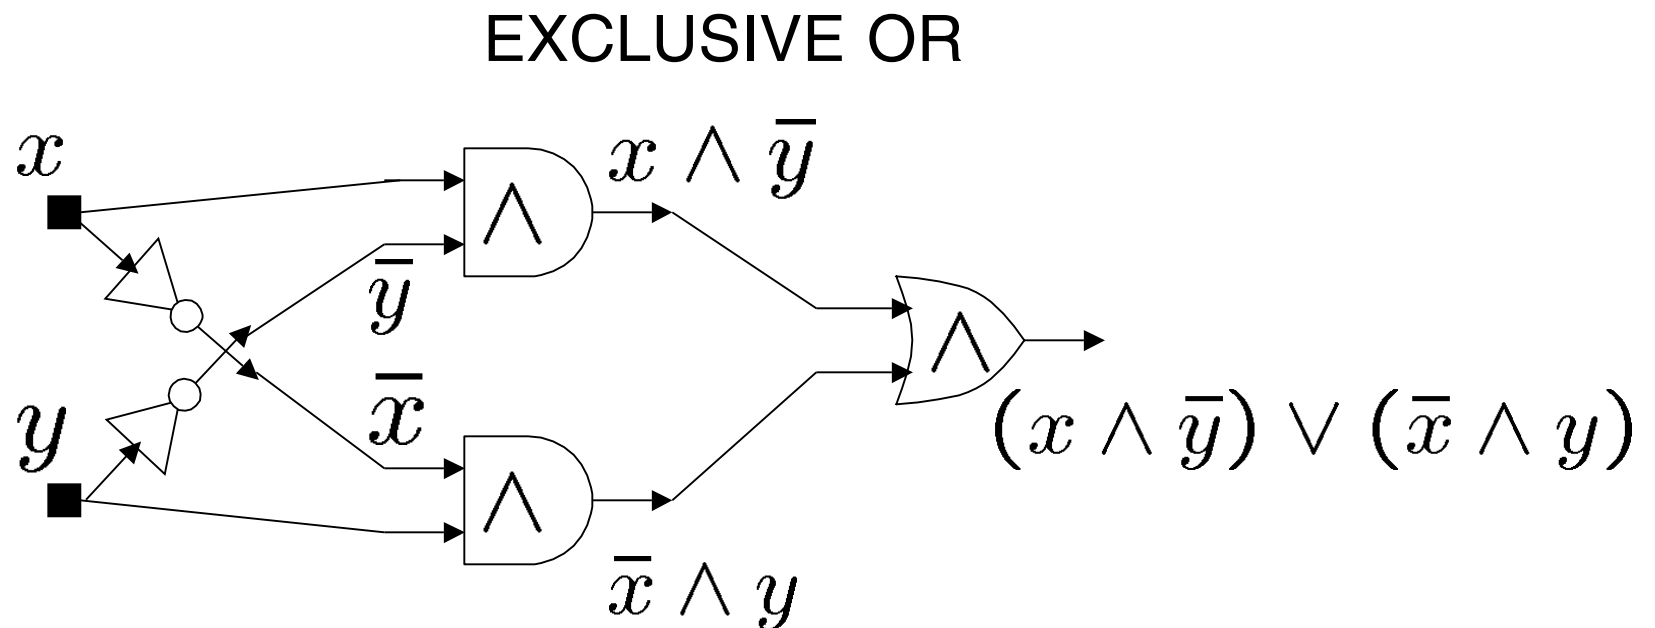 EXCLUSIVE OR
x
x ∧ ȳ
∧
ȳ
∧
x̄
y
(x ∧ ȳ) ∨ (x̄ ∧ y)
∧
x̄ ∧ y